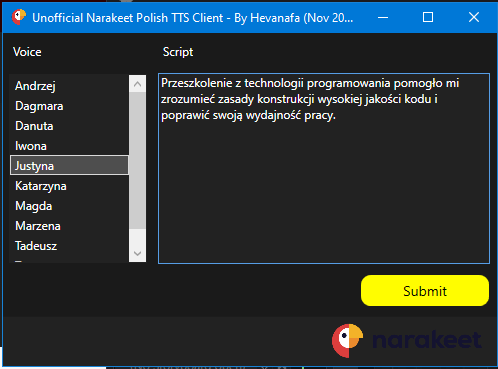 Unofficial Narakeet Polish TTS Client - By Hevanafa (Nov 20...
Voice
Script
Andrzej
Dagmara
Danuta
Iwona
Justyna
Katarzyna
Magda
Marzena
Tadeusz
Przeszkolenie z technologii programowania pomogło mi
zrozumieć zasady konstrukcji wysokiej jakości kodu i
poprawić swoją wydajność pracy.
Submit
narakeet